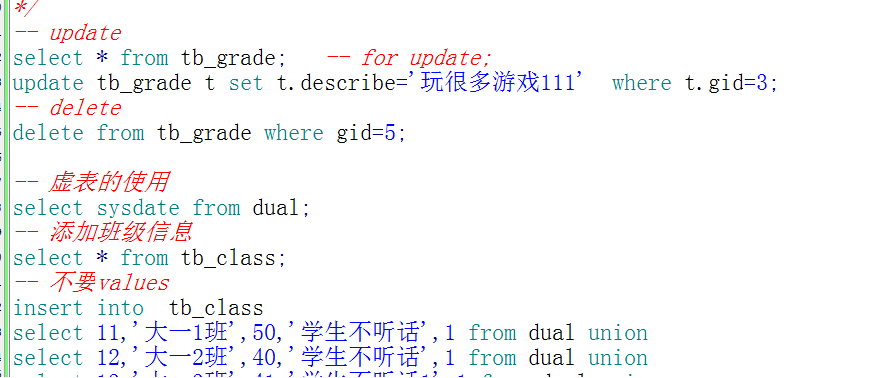 */
-- update
select * from tb_grade;   -- for update;
update tb_grade t set t.describe='玩很多游戏111'  where t.gid=3;
-- delete
delete from tb_grade where gid=5;
-- 虚表的使用
select sysdate from dual;
-- 添加班级信息
select * from tb_class;
-- 不要values
insert into  tb_class
select 11,'大一1班',50,'学生不听话',1 from dual union
select 12,'大一2班',40,'学生不听话',1 from dual union